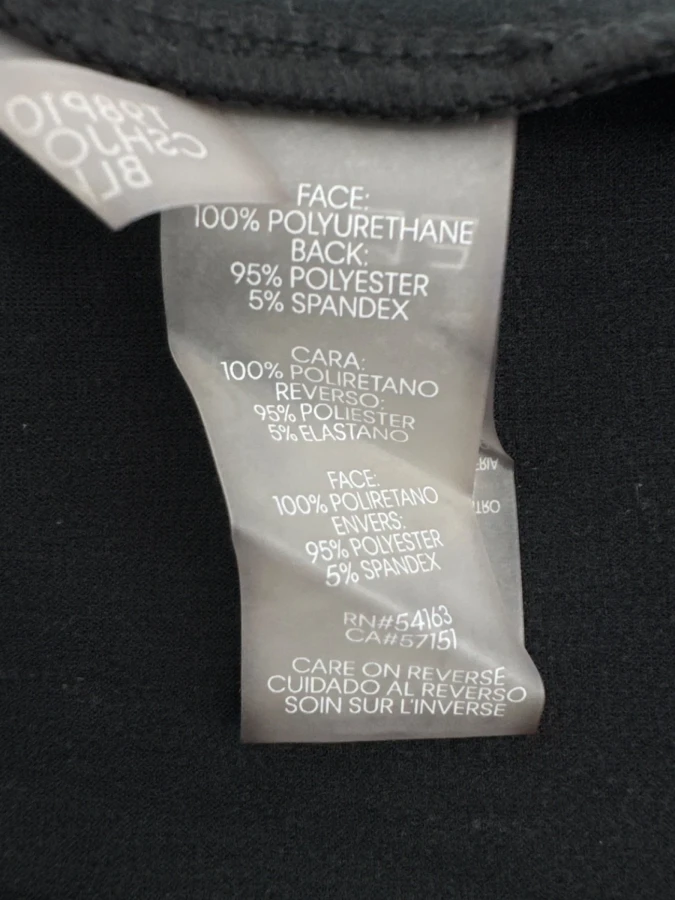 FACE:
100% POLYURETHANE
BACK:
95% POLYESTER
5% SPANDEX
CARA:
100% POLIRETANO
REVERSO:
95% POLIESTER
5% ELASTANO
FACE:
100% POLIRETANO
ENVERS:
95% POLYESTER
5% SPANDEX
RN#54163
CA#57151
CARE ON REVERSE
CUIDADO AL REVERSO
SOIN SUR L'INVERSE